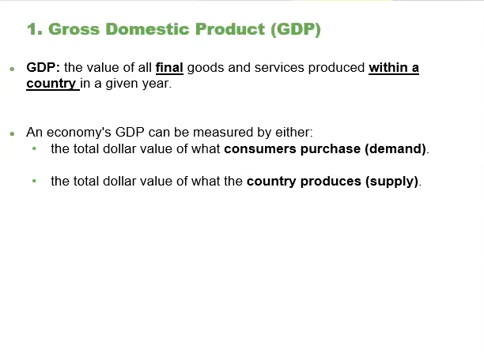 1. Gross Domestic Product (GDP)
• GDP: the value of all final goods and services produced within a
country in a given year.
• An economy's GDP can be measured by either:
• the total dollar value of what consumers purchase (demand).
• the total dollar value of what the country produces (supply).